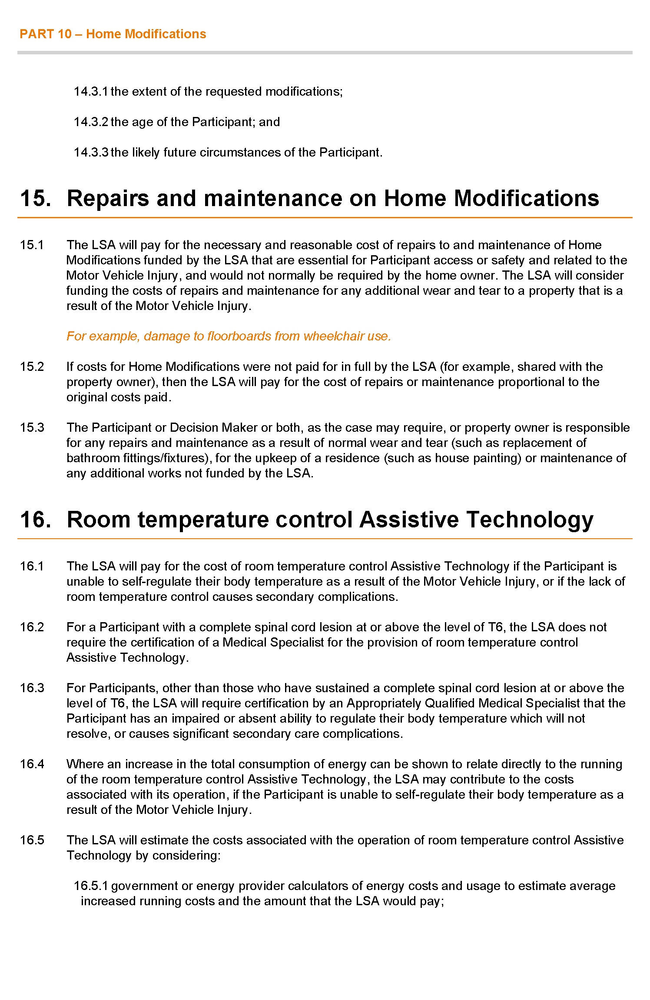 PART 10 – Home Modifications
14.3.1 the extent of the requested modifications;
14.3.2 the age of the Participant; and
14.3.3 the likely future circumstances of the Participant.
15. Repairs and maintenance on Home Modifications
15.1 The LSA will pay for the necessary and reasonable cost of repairs to and maintenance of Home
Modifications funded by the LSA that are essential for Participant access or safety and related to the
Motor Vehicle Injury, and would not normally be required by the home owner. The LSA will consider
funding the costs of repairs and maintenance for any additional wear and tear to a property that is a
result of the Motor Vehicle Injury.
For example, damage to floorboards from wheelchair use.
15.2 If costs for Home Modifications were not paid for in full by the LSA (for example, shared with the
property owner), then the LSA will pay for the cost of repairs or maintenance proportional to the
original costs paid.
15.3 The Participant or Decision Maker or both, as the case may require, or property owner is responsible
for any repairs and maintenance as a result of normal wear and tear (such as replacement of
bathroom fittings/fixtures), for the upkeep of a residence (such as house painting) or maintenance of
any additional works not funded by the LSA.
16. Room temperature control Assistive Technology
16.1 The LSA will pay for the cost of room temperature control Assistive Technology if the Participant is
unable to self-regulate their body temperature as a result of the Motor Vehicle Injury, or if the lack of
room temperature control causes secondary complications.
16.2 For a Participant with a complete spinal cord lesion at or above the level of T6, the LSA does not
require the certification of a Medical Specialist for the provision of room temperature control
Assistive Technology.
16.3 For Participants, other than those who have sustained a complete spinal cord lesion at or above the
level of T6, the LSA will require certification by an Appropriately Qualified Medical Specialist that the
Participant has an impaired or absent ability to regulate their body temperature which will not
resolve, or causes significant secondary care complications.
16.4 Where an increase in the total consumption of energy can be shown to relate directly to the running
of the room temperature control Assistive Technology, the LSA may contribute to the costs
associated with its operation, if the Participant is unable to self-regulate their body temperature as a
result of the Motor Vehicle Injury.
16.5 The LSA will estimate the costs associated with the operation of room temperature control Assistive
Technology by considering:
16.5.1 government or energy provider calculators of energy costs and usage to estimate average
increased running costs and the amount that the LSA would pay;